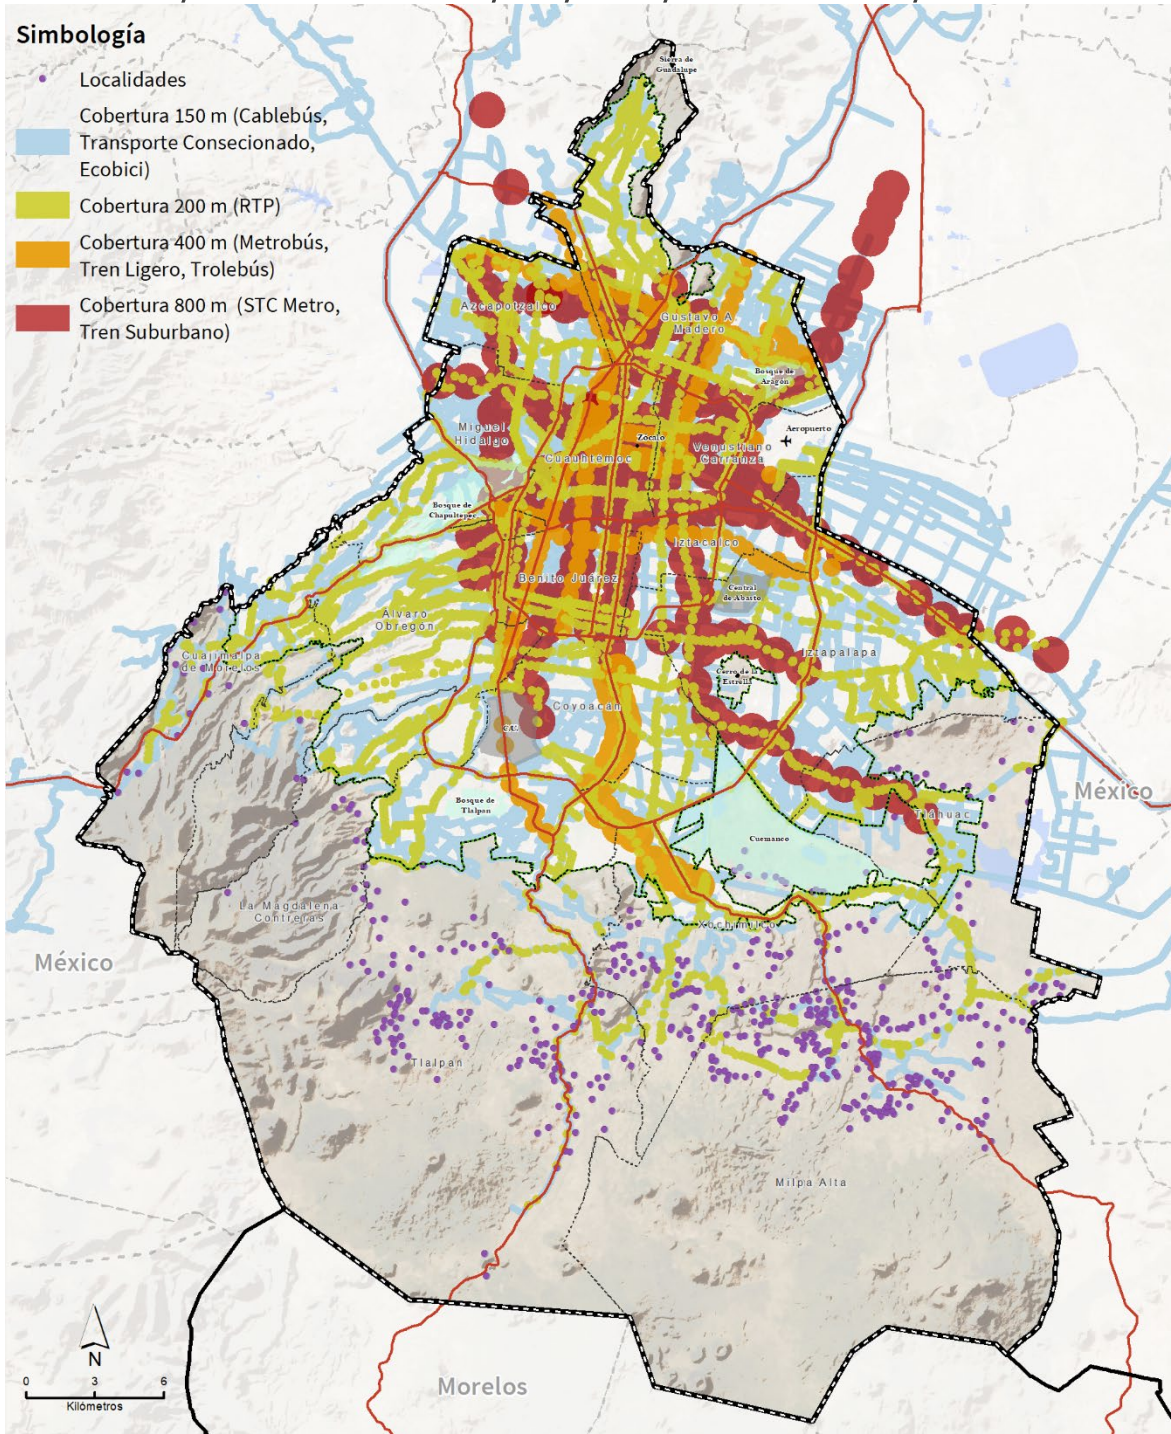 Simbología
Localidades
Cobertura 150 m (Cablebús,
Transporte Consecionado,
Ecobici)
Cobertura 200 m (RTP)
Cobertura 400 m (Metrobús,
Tren Ligero, Trolebús)
Cobertura 800 m (STC Metro,
Tren Suburbano)
Sierra de
Guadalupe
Azcapotzalco
Gustavo A.
Madero
Bosque de
Aragón
Miguel
Hidalgo
Zócalo
Aeropuerto
Cuauhtémoc
Venustiano
Carranza
Bosque de
Chapultepec
Iztacalco
Benito Juárez
Central
de Abasto
Álvaro
Obregón
Cuajimalpa
de Morelos
Iztapalapa
Cerro de la
Estrella
Coyoacán
C.U.
Bosque de
Tlalpan
México
Tláhuac
Cuemanco
La Magdalena
Contreras
Xochimilco
México
Tlalpan
Milpa Alta
N
0 3 6
Kilómetros
Morelos